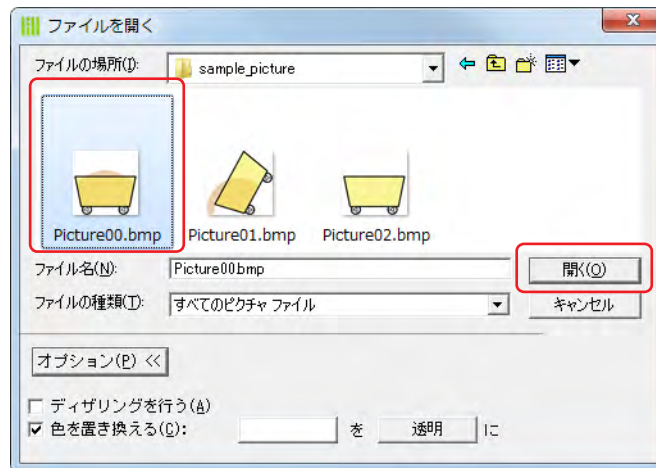 ファイルを開く
ファイルの場所(I):
sample_picture
Picture00.bmp
Picture01.bmp
Picture02.bmp
ファイル名(N):
Picture00.bmp
開く(O)
ファイルの種類(T):
すべてのピクチャ ファイル
キャンセル
オプション(P) <<
ディザリングを行う(A)
色を置き換える(C):
を
透明
に